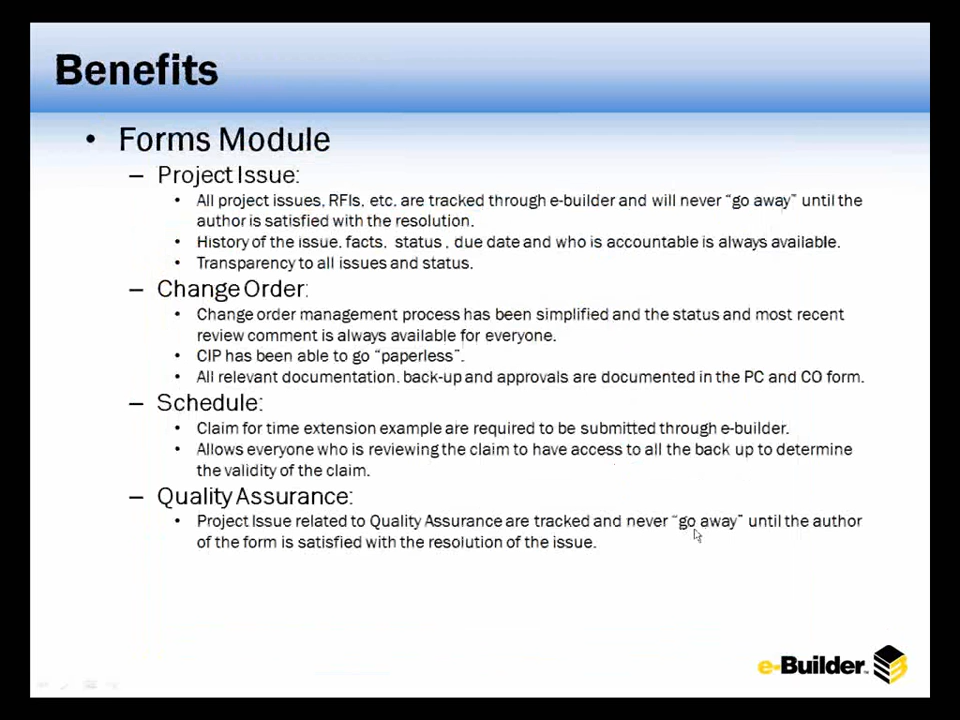 Benefits
• Forms Module
– Project Issue:
• All project issues, RFIs, etc. are tracked through e-builder and will never “go away” until the
author is satisfied with the resolution.
• History of the issue, facts, status , due date and who is accountable is always available.
• Transparency to all issues and status.
– Change Order:
• Change order management process has been simplified and the status and most recent
review comment is always available for everyone.
• CIP has been able to go “paperless”.
• All relevant documentation, back-up and approvals are documented in the PC and CO form.
– Schedule:
• Claim for time extension example are required to be submitted through e-builder.
• Allows everyone who is reviewing the claim to have access to all the back up to determine
the validity of the claim.
– Quality Assurance:
• Project Issue related to Quality Assurance are tracked and never “go away” until the author
of the form is satisfied with the resolution of the issue.
e-Builder™